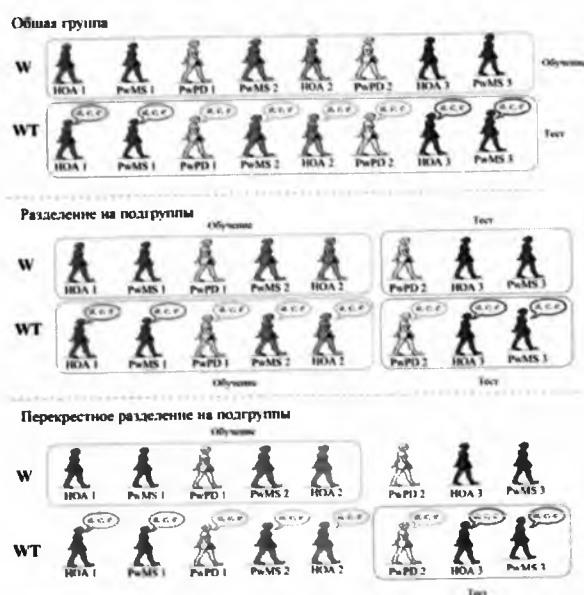 Общая группа
W
HOA 1 PwMS 1 PwPD 1 PwMS 2 HOA 2 PwPD 2 HOA 3 PwMS 3
Обучение
a, c, e a, c, e a, c, e a, c, e a, c, e a, c, e a, c, e a, c, e
WT
HOA 1 PwMS 1 PwPD 1 PwMS 2 HOA 2 PwPD 2 HOA 3 PwMS 3
Тест
Разделение на подгруппы
Обучение Тест
W
HOA 1 PwMS 1 PwPD 1 PwMS 2 HOA 2 PwPD 2 HOA 3 PwMS 3
a, c, e a, c, e a, c, e a, c, e a, c, e a, c, e a, c, e a, c, e
WT
HOA 1 PwMS 1 PwPD 1 PwMS 2 HOA 2 PwPD 2 HOA 3 PwMS 3
Обучение Тест
Перекрестное разделение на подгруппы
Обучение
W
HOA 1 PwMS 1 PwPD 1 PwMS 2 HOA 2 PwPD 2 HOA 3 PwMS 3
a, c, e a, c, e a, c, e a, c, e a, c, e a, c, e a, c, e a, c, e
WT
HOA 1 PwMS 1 PwPD 1 PwMS 2 HOA 2 PwPD 2 HOA 3 PwMS 3
Тест